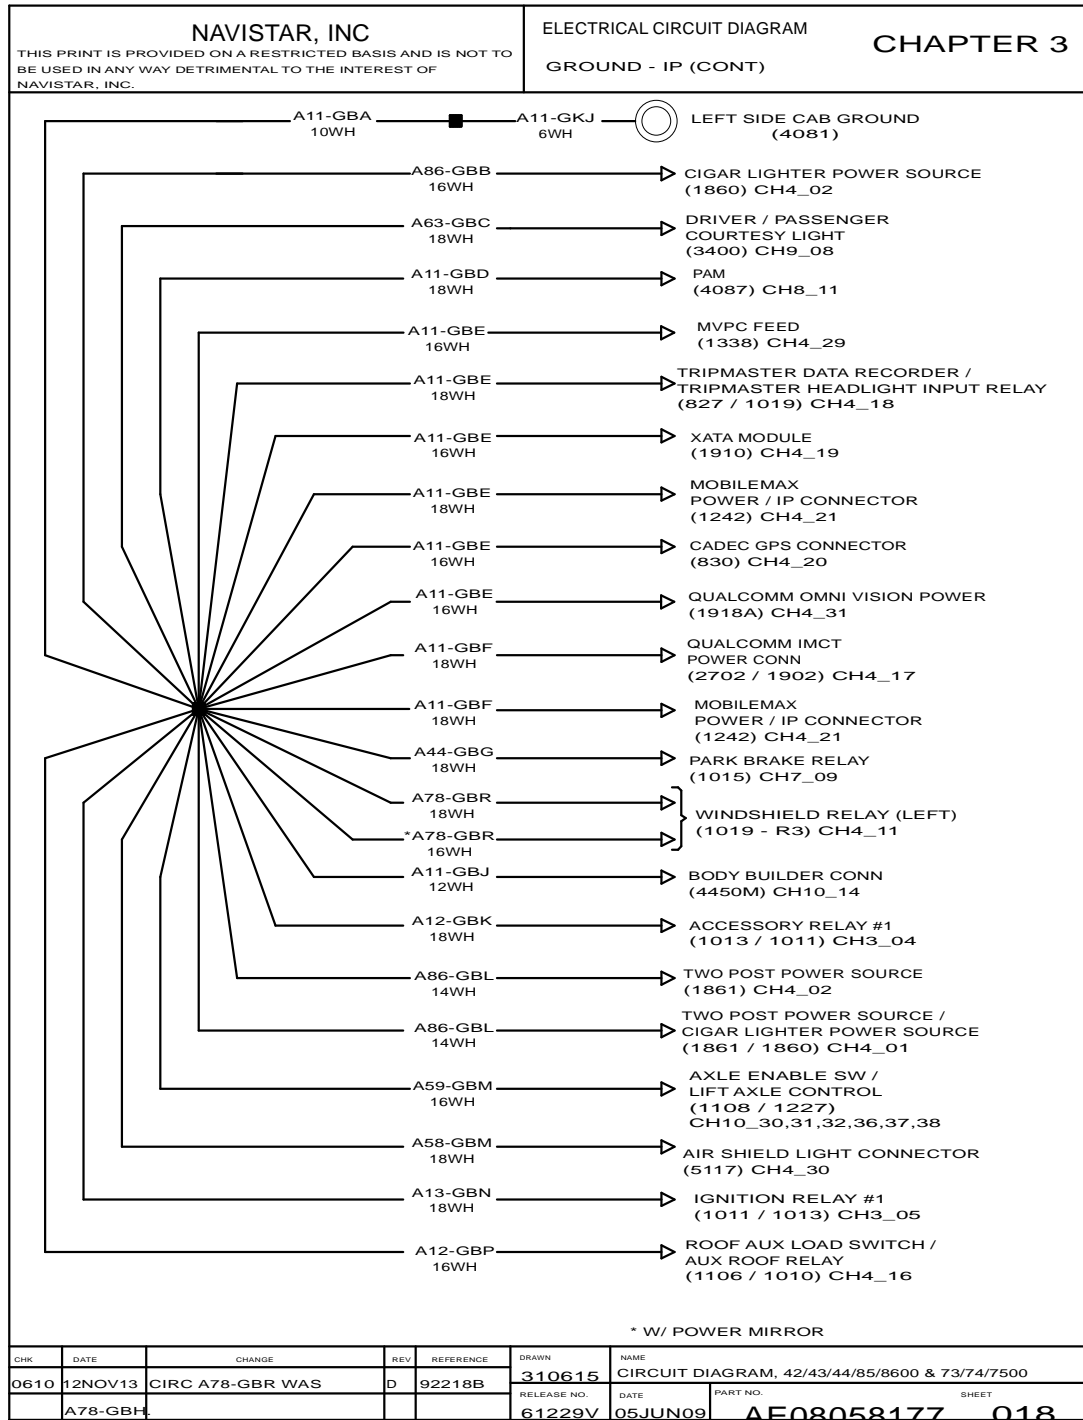 NAVISTAR, INC
THIS PRINT IS PROVIDED ON A RESTRICTED BASIS AND IS NOT TO
BE USED IN ANY WAY DETRIMENTAL TO THE INTEREST OF
NAVISTAR, INC.
ELECTRICAL CIRCUIT DIAGRAM
GROUND - IP (CONT)
CHAPTER 3
A11-GBA
10WH
A11-GKJ
6WH
LEFT SIDE CAB GROUND
(4081)
A86-GBB
16WH
CIGAR LIGHTER POWER SOURCE
(1860) CH4_02
A63-GBC
18WH
DRIVER / PASSENGER
COURTESY LIGHT
(3400) CH9_08
A11-GBD
18WH
PAM
(4087) CH8_11
A11-GBE
16WH
MVPC FEED
(1338) CH4_29
A11-GBE
18WH
TRIPMASTER DATA RECORDER /
TRIPMASTER HEADLIGHT INPUT RELAY
(827 / 1019) CH4_18
A11-GBE
16WH
XATA MODULE
(1910) CH4_19
A11-GBE
18WH
MOBILEMAX
POWER / IP CONNECTOR
(1242) CH4_21
A11-GBE
16WH
CADEC GPS CONNECTOR
(830) CH4_20
A11-GBE
16WH
QUALCOMM OMNI VISION POWER
(1918A) CH4_31
A11-GBF
18WH
QUALCOMM IMCT
POWER CONN
(2702 / 1902) CH4_17
A11-GBF
18WH
MOBILEMAX
POWER / IP CONNECTOR
(1242) CH4_21
A44-GBG
18WH
PARK BRAKE RELAY
(1015) CH7_09
A78-GBR
18WH
*A78-GBR
16WH
WINDSHIELD RELAY (LEFT)
(1019 - R3) CH4_11
A11-GBJ
12WH
BODY BUILDER CONN
(4450M) CH10_14
A12-GBK
18WH
ACCESSORY RELAY #1
(1013 / 1011) CH3_04
A86-GBL
14WH
TWO POST POWER SOURCE
(1861) CH4_02
A86-GBL
14WH
TWO POST POWER SOURCE /
CIGAR LIGHTER POWER SOURCE
(1861 / 1860) CH4_01
A59-GBM
16WH
AXLE ENABLE SW /
LIFT AXLE CONTROL
(1108 / 1227)
CH10_30,31,32,36,37,38
A58-GBM
18WH
AIR SHIELD LIGHT CONNECTOR
(5117) CH4_30
A13-GBN
18WH
IGNITION RELAY #1
(1011 / 1013) CH3_05
A12-GBP
16WH
ROOF AUX LOAD SWITCH /
AUX ROOF RELAY
(1106 / 1010) CH4_16
* W/ POWER MIRROR
CHK DATE CHANGE REV REFERENCE
0610 12NOV13 CIRC A78-GBR WAS D 92218B
A78-GBH.
DRAWN
310615
NAME
CIRCUIT DIAGRAM, 42/43/44/85/8600 & 73/74/7500
RELEASE NO.
61229V
DATE
05JUN09
PART NO.
AE08058177
SHEET
018